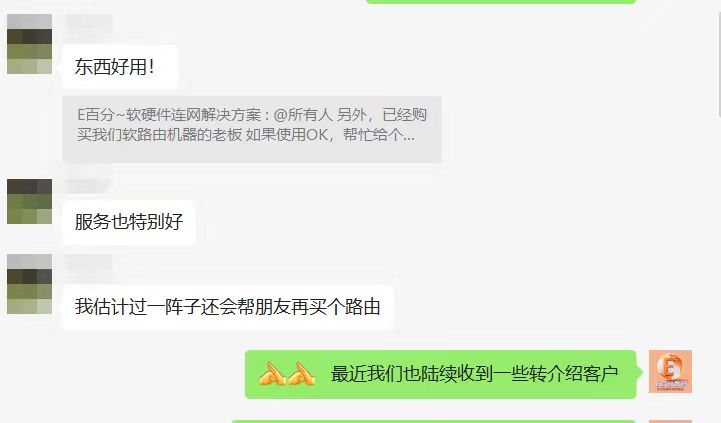 东西好用！
E百分~软硬件连网解决方案：@所有人 另外，已经购
买我们软路由机器的老板 如果使用OK，帮忙给个...
服务也特别好
我估计过一阵子还会帮朋友再买个路由
最近我们也陆续收到一些转介绍客户
E